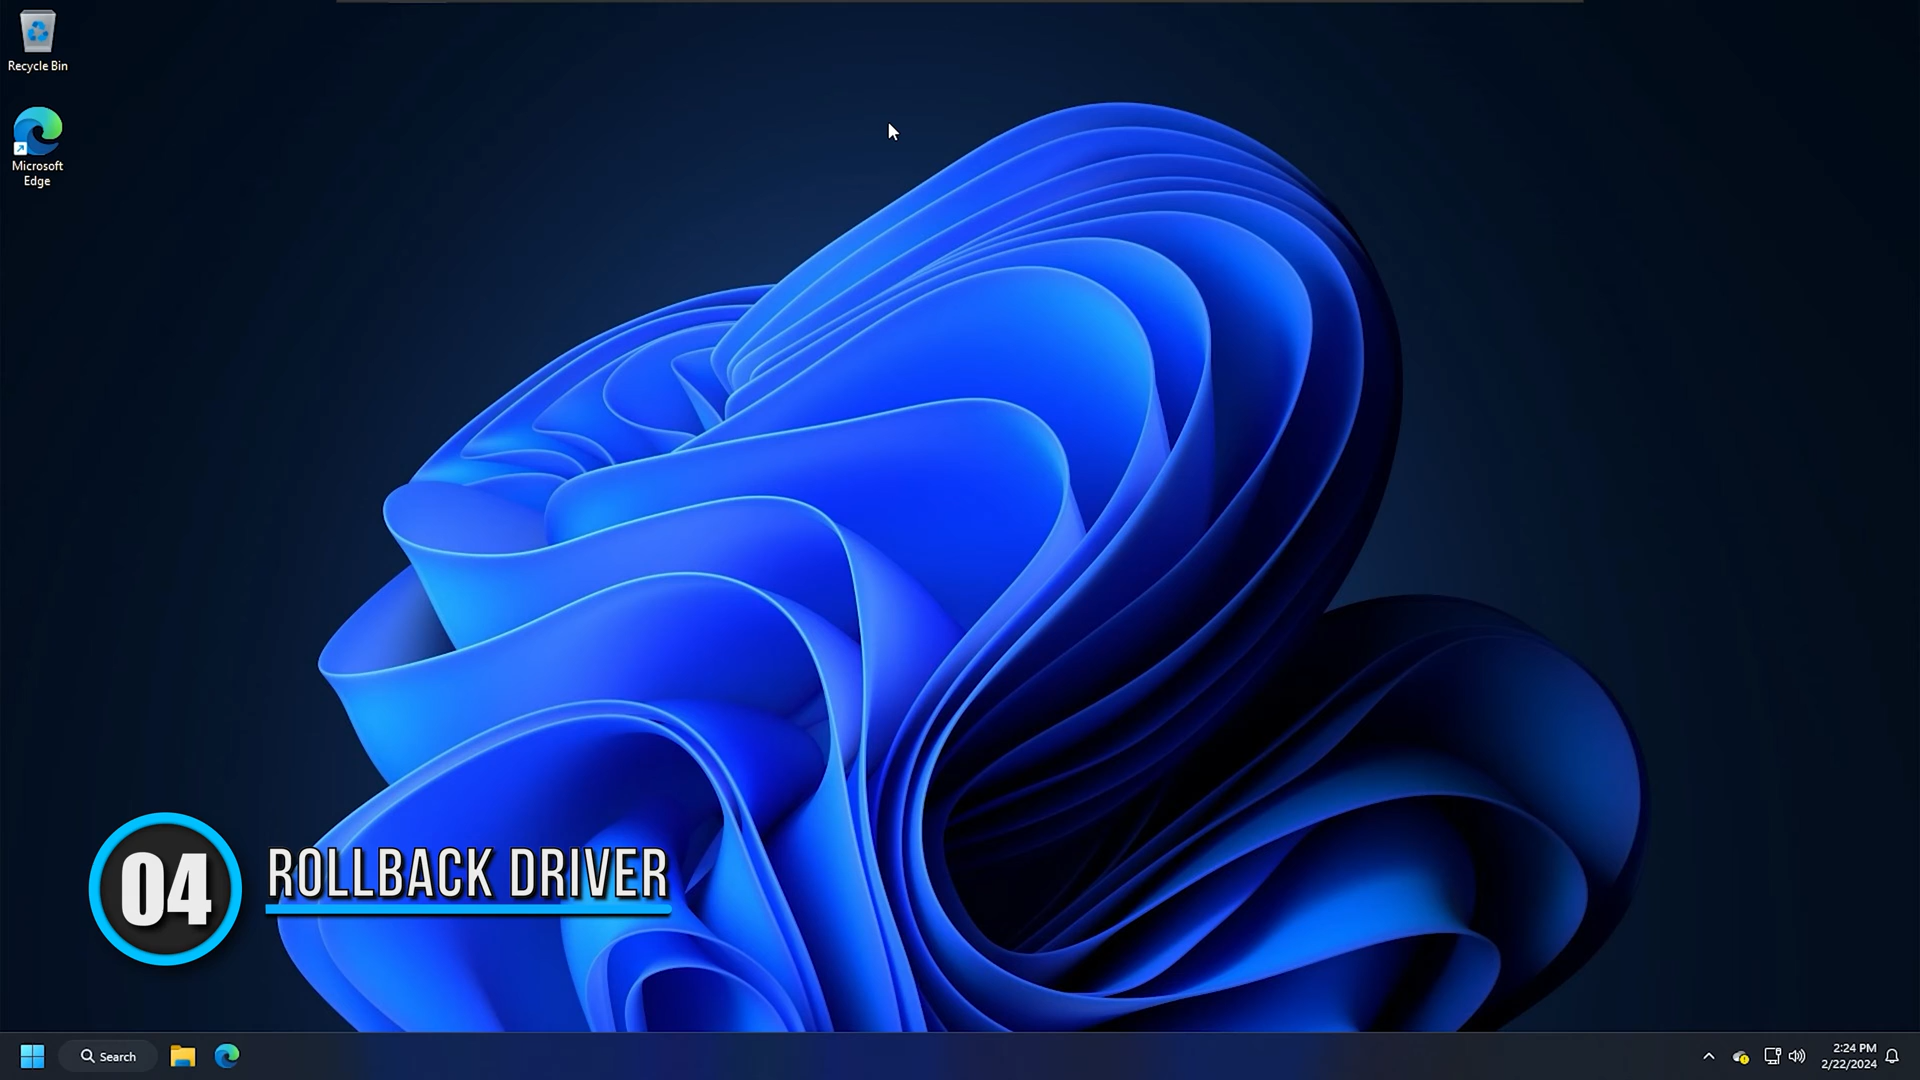 Recycle Bin
Microsoft
Edge
04
ROLLBACK DRIVER
Search
2:24 PM
2/22/2024